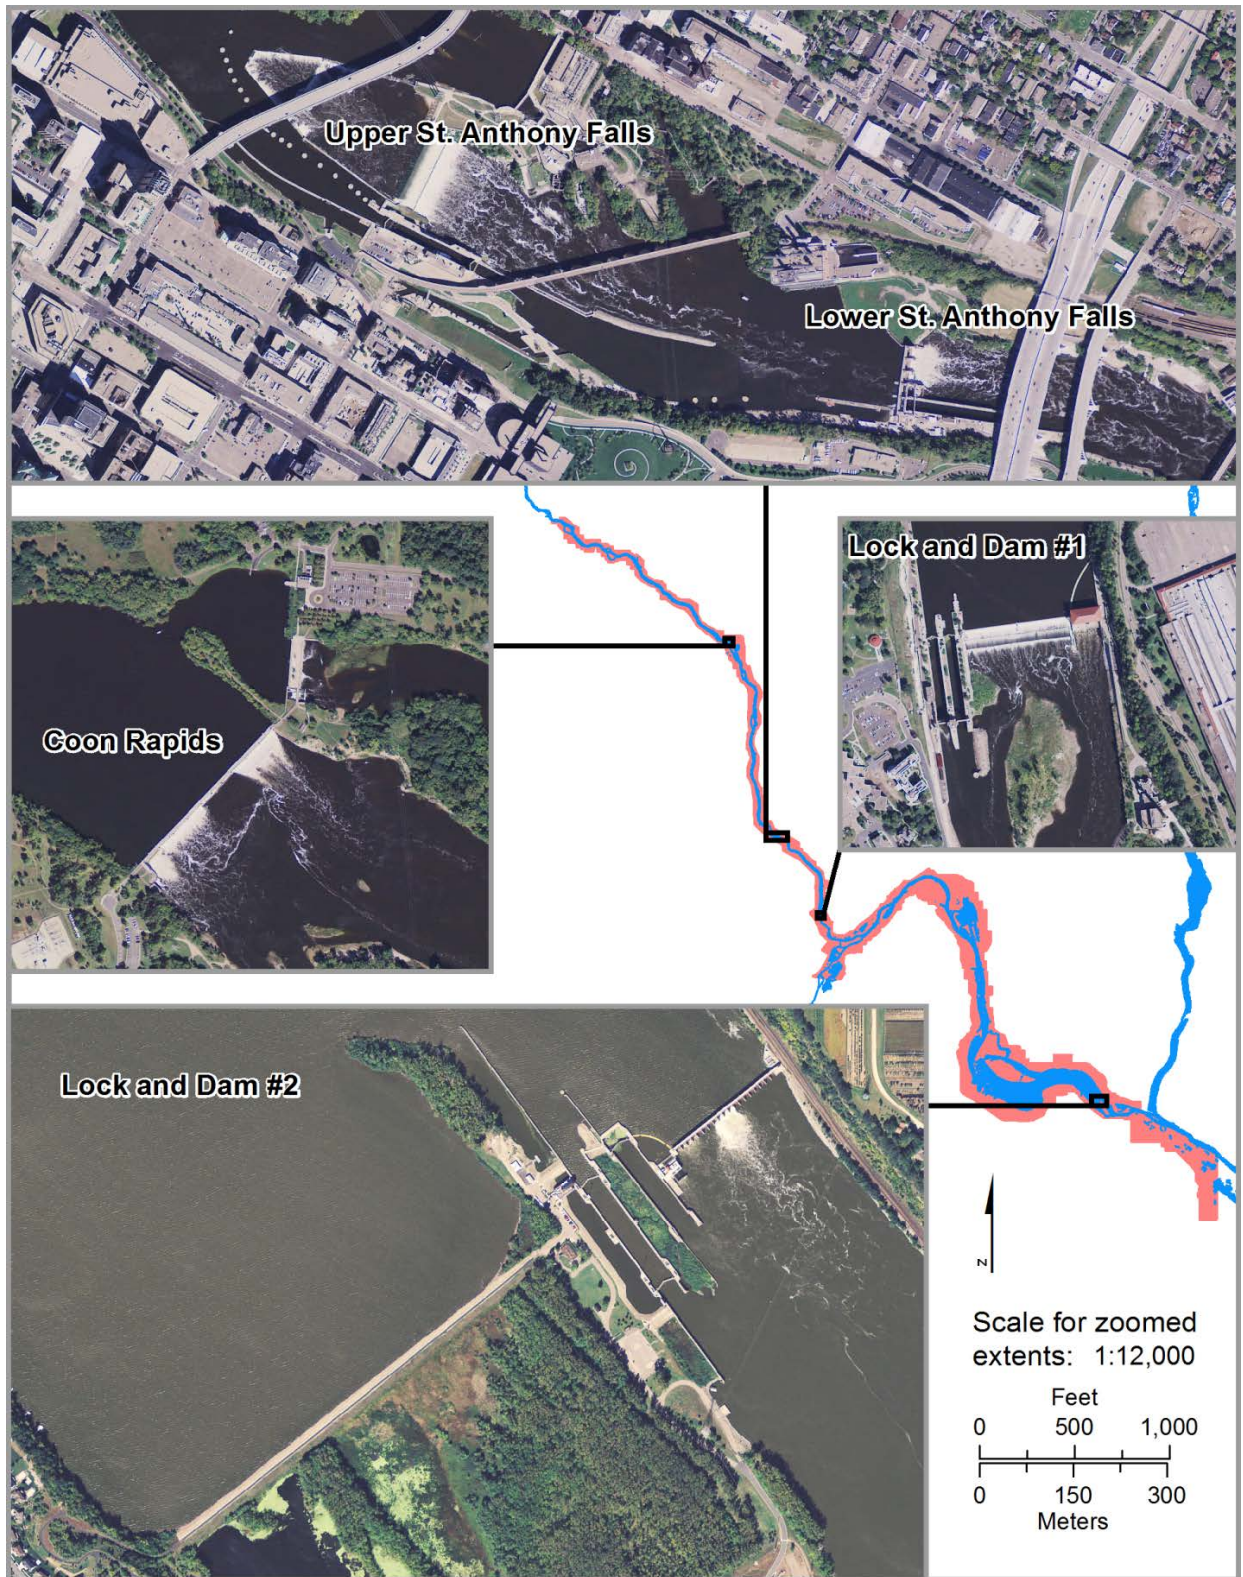 Upper St. Anthony Falls
Lower St. Anthony Falls
Lock and Dam #1
Coon Rapids
Lock and Dam #2
N
Scale for zoomed
extents: 1:12,000
Feet
0 500 1,000
0 150 300
Meters